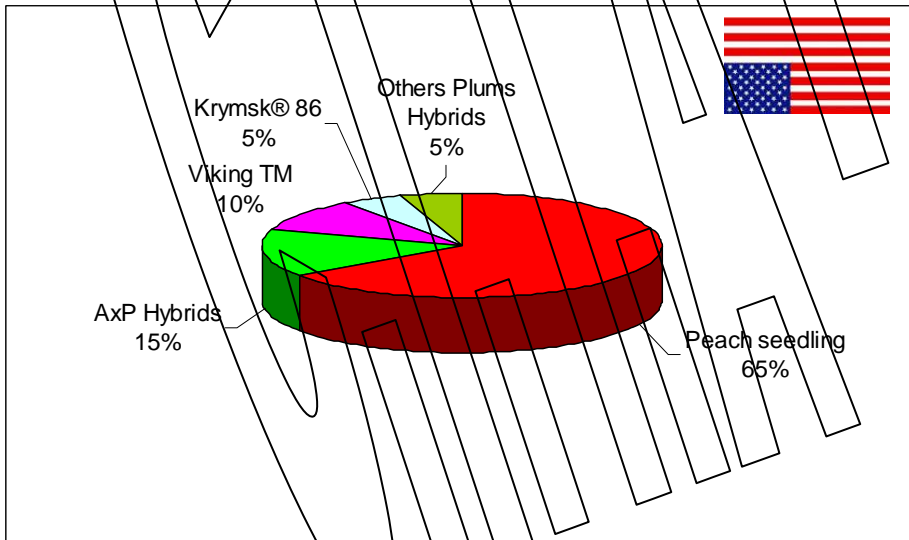 Others Plums
Hybrids
5%
Krymsk® 86
5%
Viking TM
10%
AxP Hybrids
15%
Peach seedling
65%